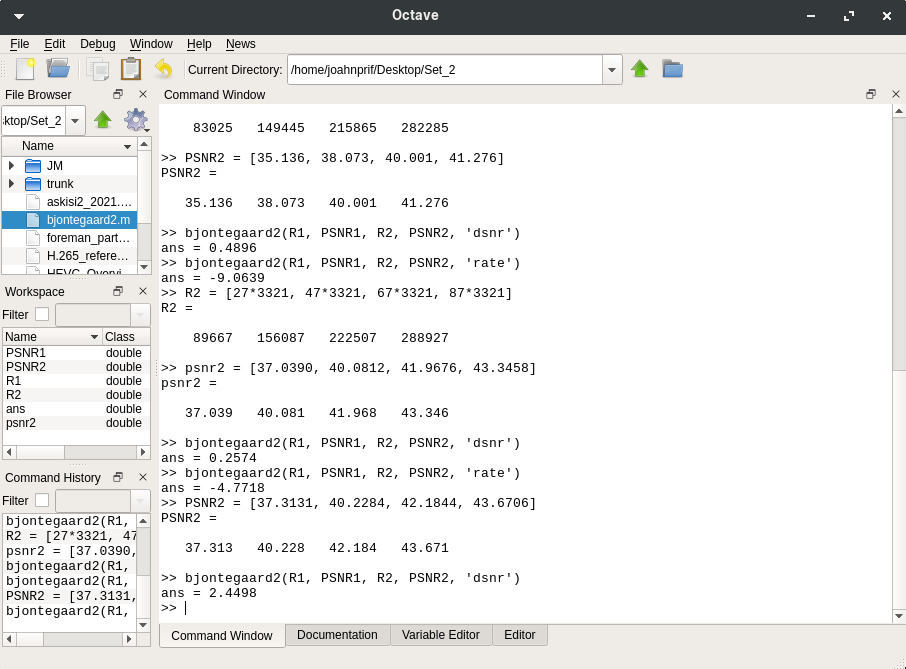 Octave
File Edit Debug Window Help News
Current Directory: /home/joahnprif/Desktop/Set_2
File Browser
ktop/Set_2
Name
JM
trunk
askisi2_2021....
bjontegaard2.m
foreman_part...
H.265_refere...
HEVC_Overvi...
Workspace
Filter
Name Class
PSNR1 double
PSNR2 double
R1 double
R2 double
ans double
psnr2 double
Command History
Filter
bjontegaard2(R1,
R2 = [27*3321, 47
psnr2 = [37.0390,
bjontegaard2(R1,
bjontegaard2(R1,
PSNR2 = [37.3131,
bjontegaard2(R1,
Command Window
83025 149445 215865 282285
>> PSNR2 = [35.136, 38.073, 40.001, 41.276]
PSNR2 =
35.136 38.073 40.001 41.276
>> bjontegaard2(R1, PSNR1, R2, PSNR2, 'dsnr')
ans = 0.4896
>> bjontegaard2(R1, PSNR1, R2, PSNR2, 'rate')
ans = -9.0639
>> R2 = [27*3321, 47*3321, 67*3321, 87*3321]
R2 =
89667 156087 222507 288927
>> psnr2 = [37.0390, 40.0812, 41.9676, 43.3458]
psnr2 =
37.039 40.081 41.968 43.346
>> bjontegaard2(R1, PSNR1, R2, PSNR2, 'dsnr')
ans = 0.2574
>> bjontegaard2(R1, PSNR1, R2, PSNR2, 'rate')
ans = -4.7718
>> PSNR2 = [37.3131, 40.2284, 42.1844, 43.6706]
PSNR2 =
37.313 40.228 42.184 43.671
>> bjontegaard2(R1, PSNR1, R2, PSNR2, 'dsnr')
ans = 2.4498
>>
Command Window Documentation Variable Editor Editor